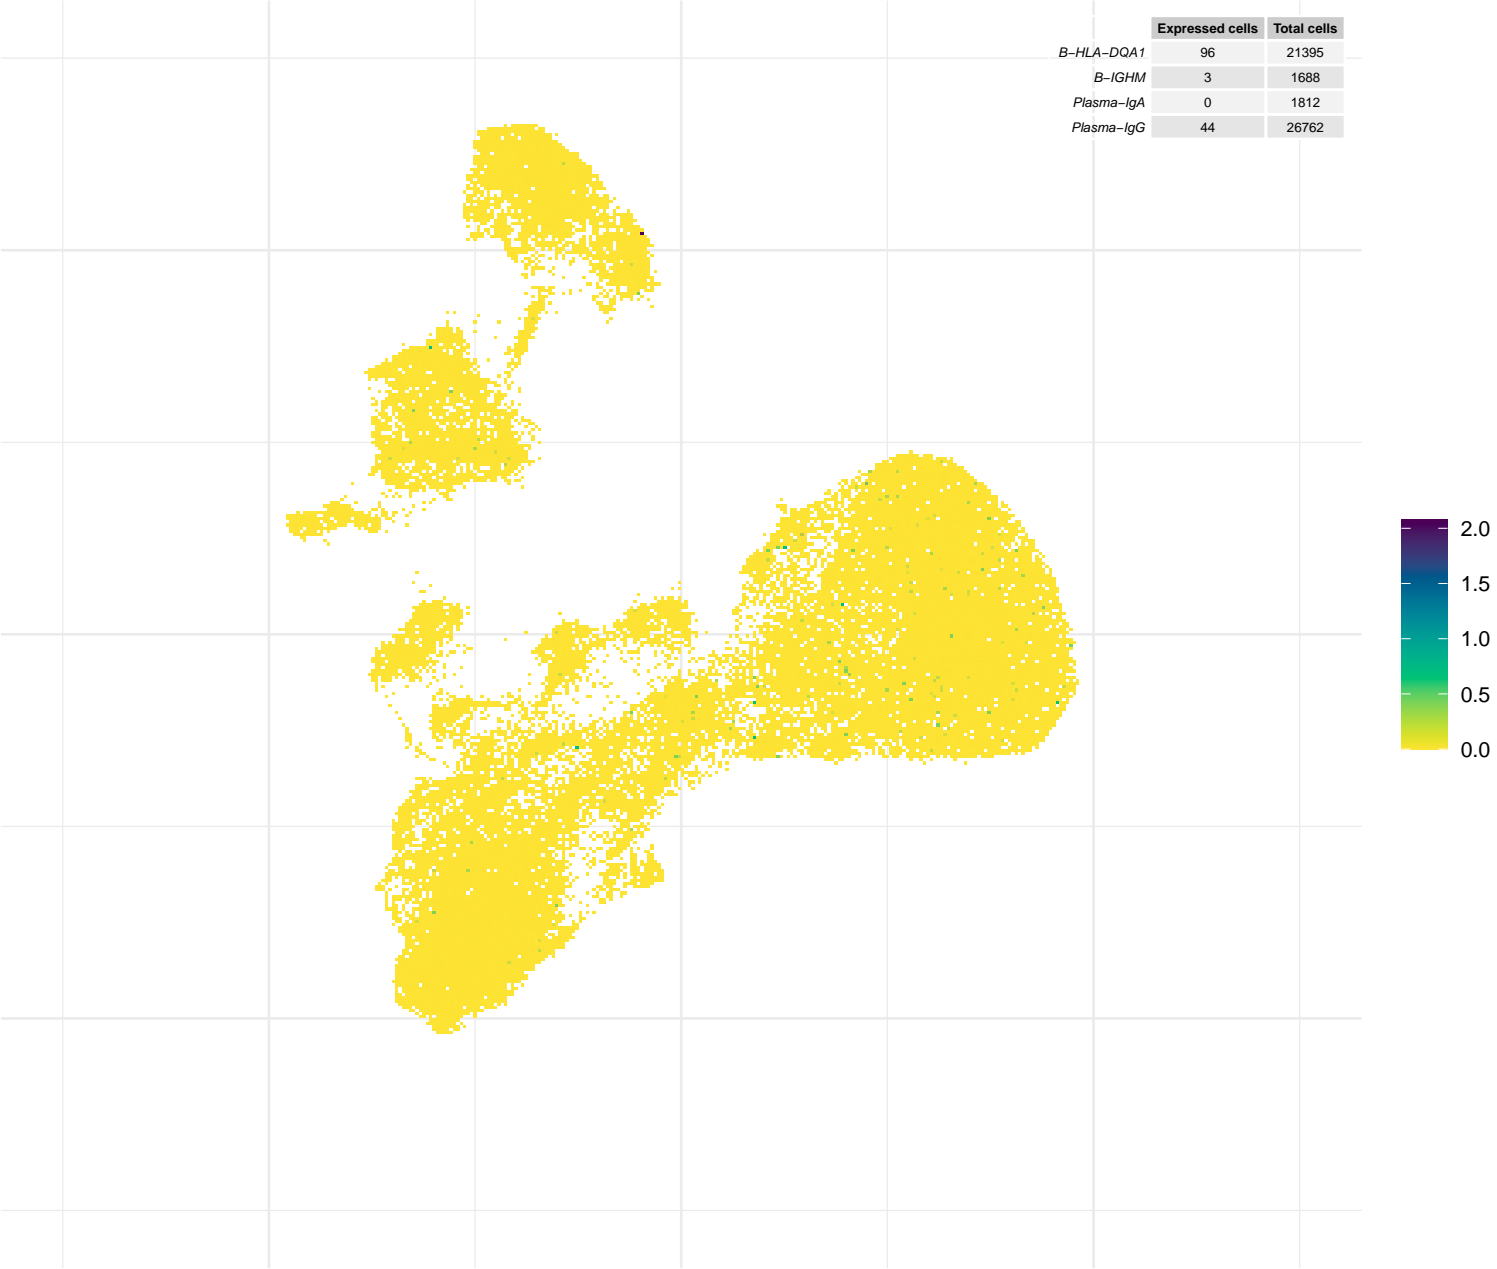 Expressed cells Total cells
B−HLA−DQA1 96 21395
B−IGHM 3 1688
Plasma−IgA 0 1812
Plasma−IgG 44 26762
2.0
1.5
1.0
0.5
0.0